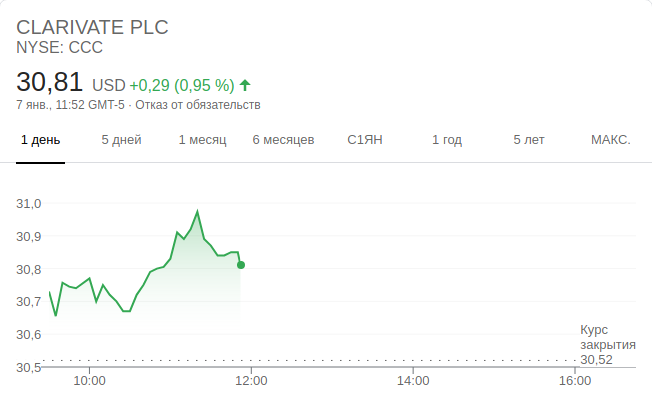 CLARIVATE PLC
NYSE: CCC
30,81 USD +0,29 (0,95 %)
7 янв., 11:52 GMT-5 · Отказ от обязательств
1 день 5 дней 1 месяц 6 месяцев С1ЯН 1 год 5 лет МАКС.
31,0
30,9
30,8
30,7
30,6
Курс
закрытия
30,52
30,5
10:00 12:00 14:00 16:00